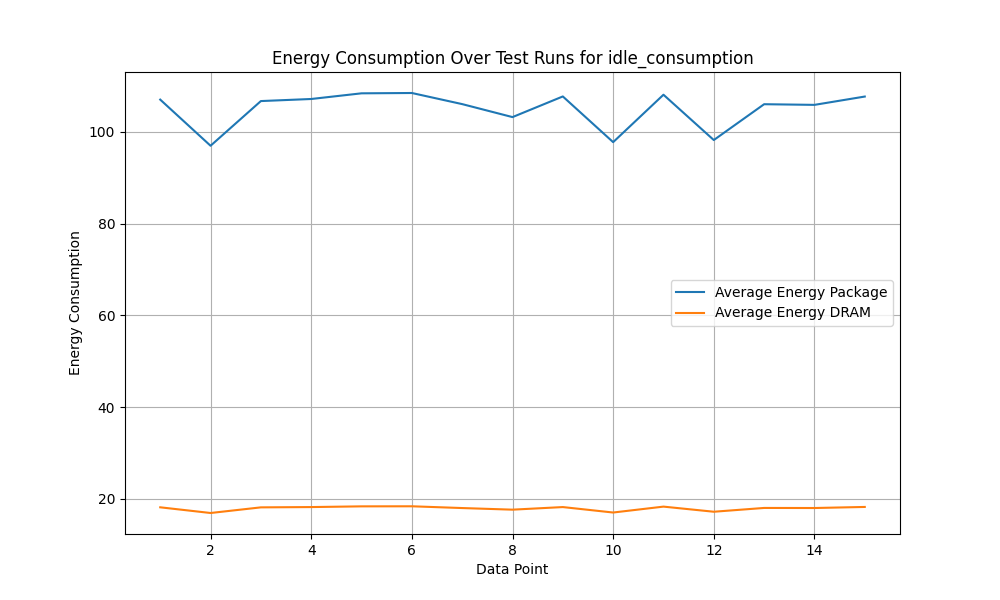 Energy Consumption Over Test Runs for idle_consumption
100
80
60
40
20
Energy Consumption
Average Energy Package
Average Energy DRAM
2 4 6 8 10 12 14
Data Point